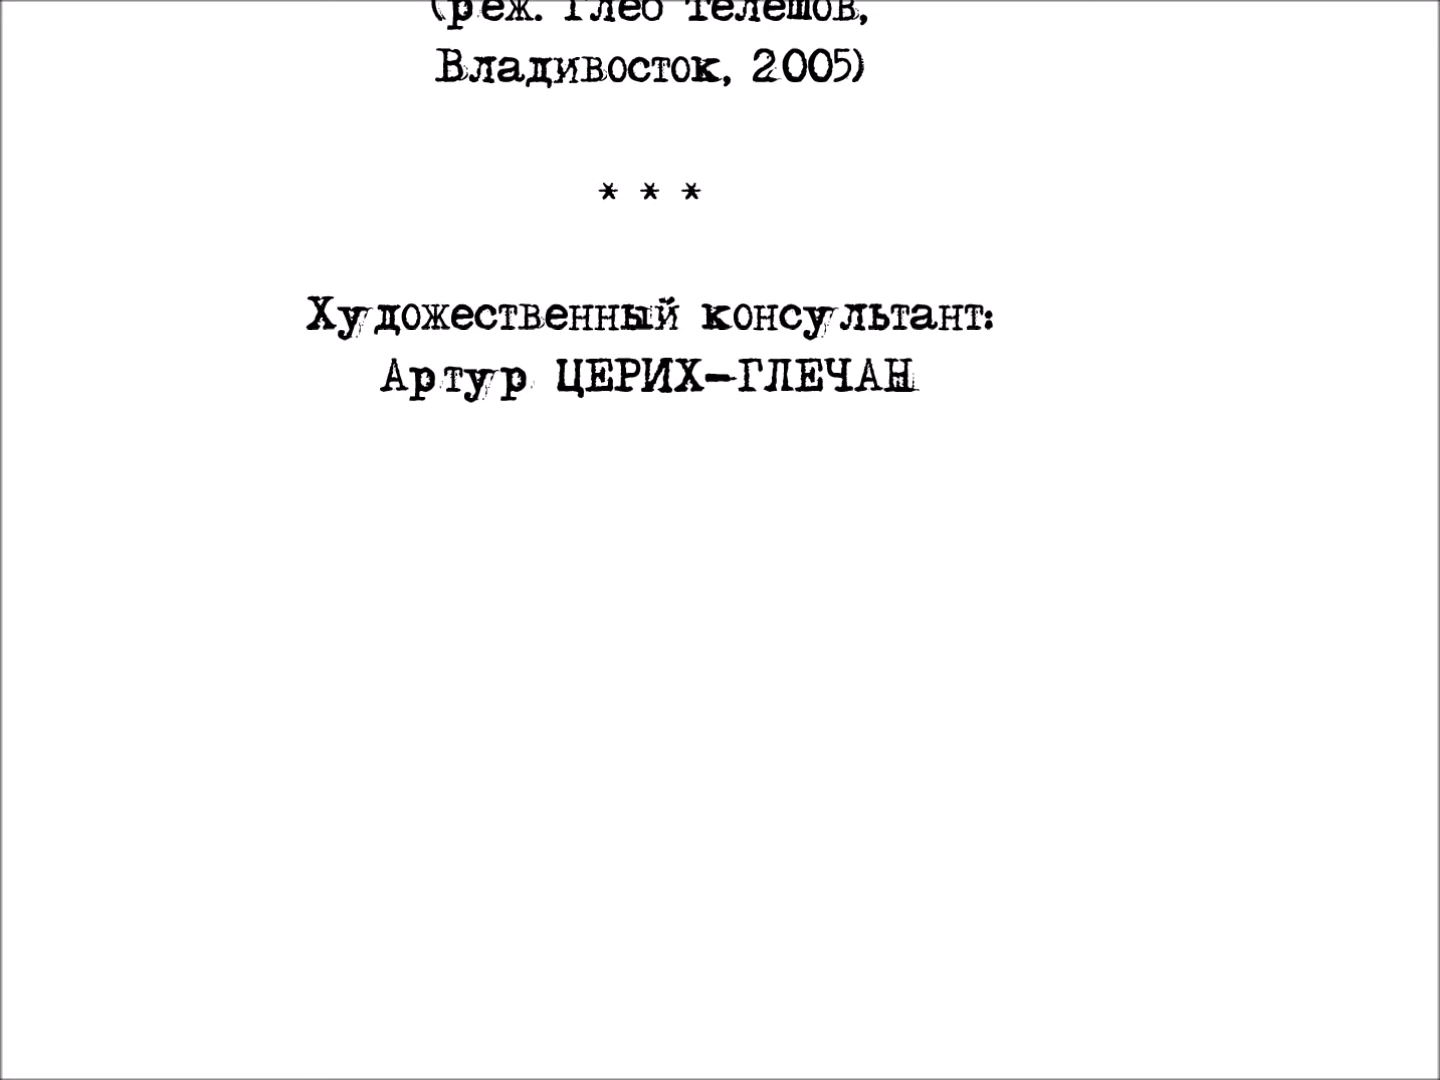 (реж. Глеб Телешов,
Владивосток, 2005)
* * *
Художественный консультант:
Артур ЦЕРИХ-ГЛЕЧАН